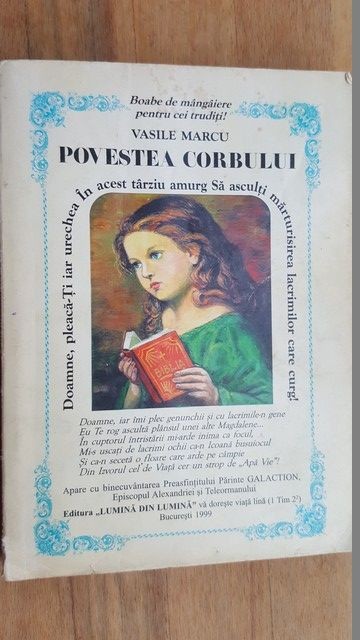 Boabe de mângâiere
pentru cei trudiți!
VASILE MARCU
POVESTEA CORBULUI
Doamne, pleacă-Ți iar urechea În acest târziu amurg Să asculți mărturisirea lacrimilor care curg!
BIBLIA
Doamne, iar îmi plec genunchii și cu lacrimile-n gene
Eu Te rog ascultă plânsul unei alte Magdalene...
În cuptorul întristării mi-arde inima ca focul,
Mi-s uscați de lacrimi ochii ca-n Icoană busuiocul
Și ca-n secetă o floare care arde pe câmpie
Din Izvorul cel de Viață cer un strop de „Apă Vie"!
Apare cu binecuvântarea Preasfințitului Părinte GALACTION,
Episcopul Alexandriei și Teleormanului
Editura „LUMINĂ DIN LUMINĂ" vă dorește viață lină (1 Tim 2²)
București 1999